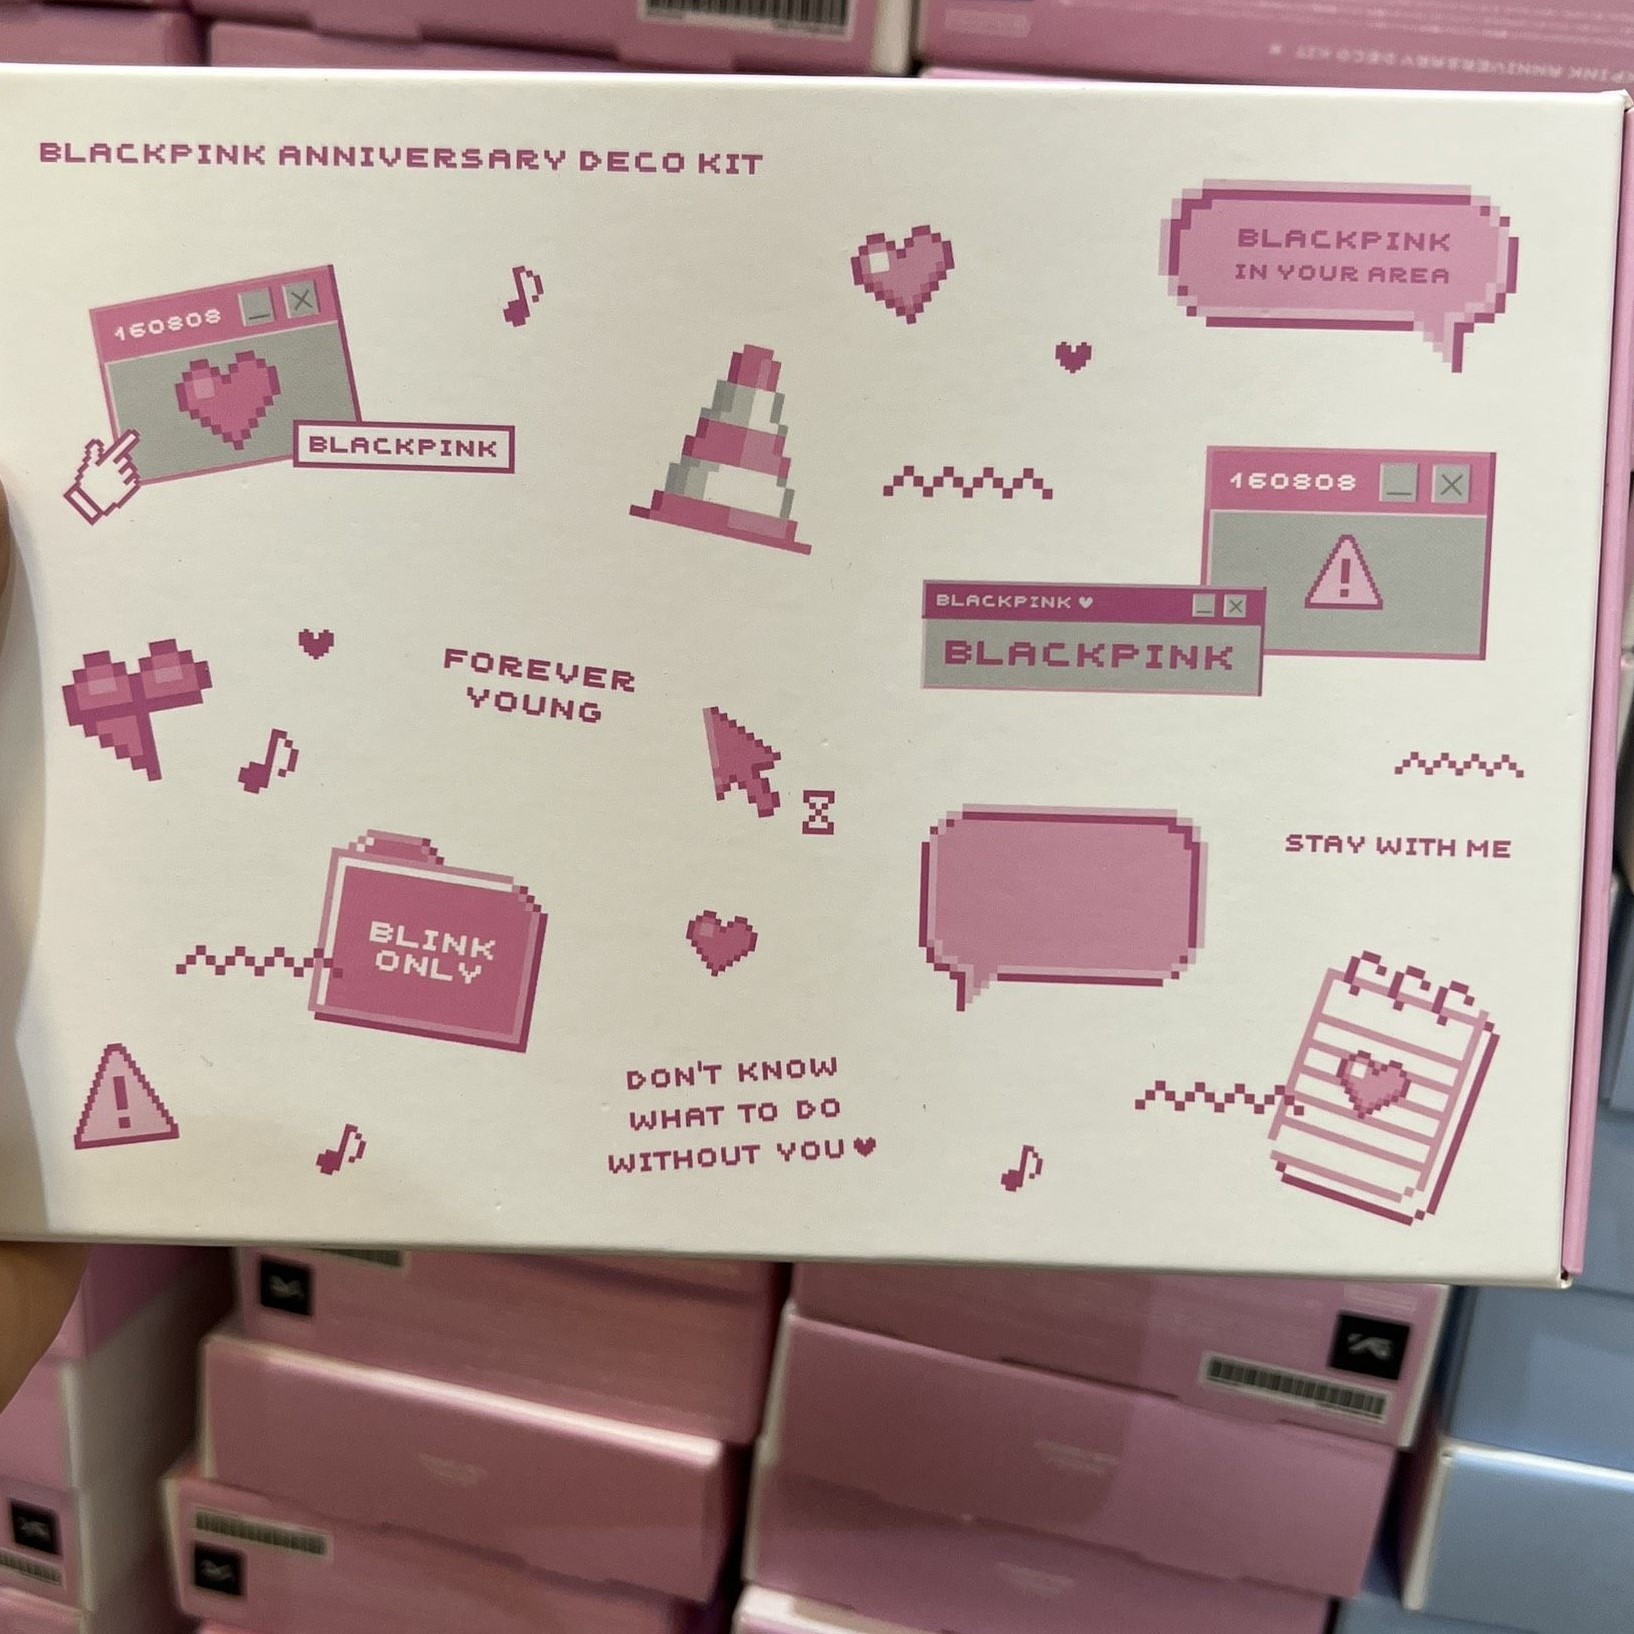 BLACKPINK ANNIVERSARY DECO KIT
BLACKPINK
IN YOUR AREA
160808
BLACKPINK
160808
BLACKPINK ♥
BLACKPINK
FOREVER
YOUNG
STAY WITH ME
BLINK
ONLY
DON'T KNOW
WHAT TO DO
WITHOUT YOU ♥
YG